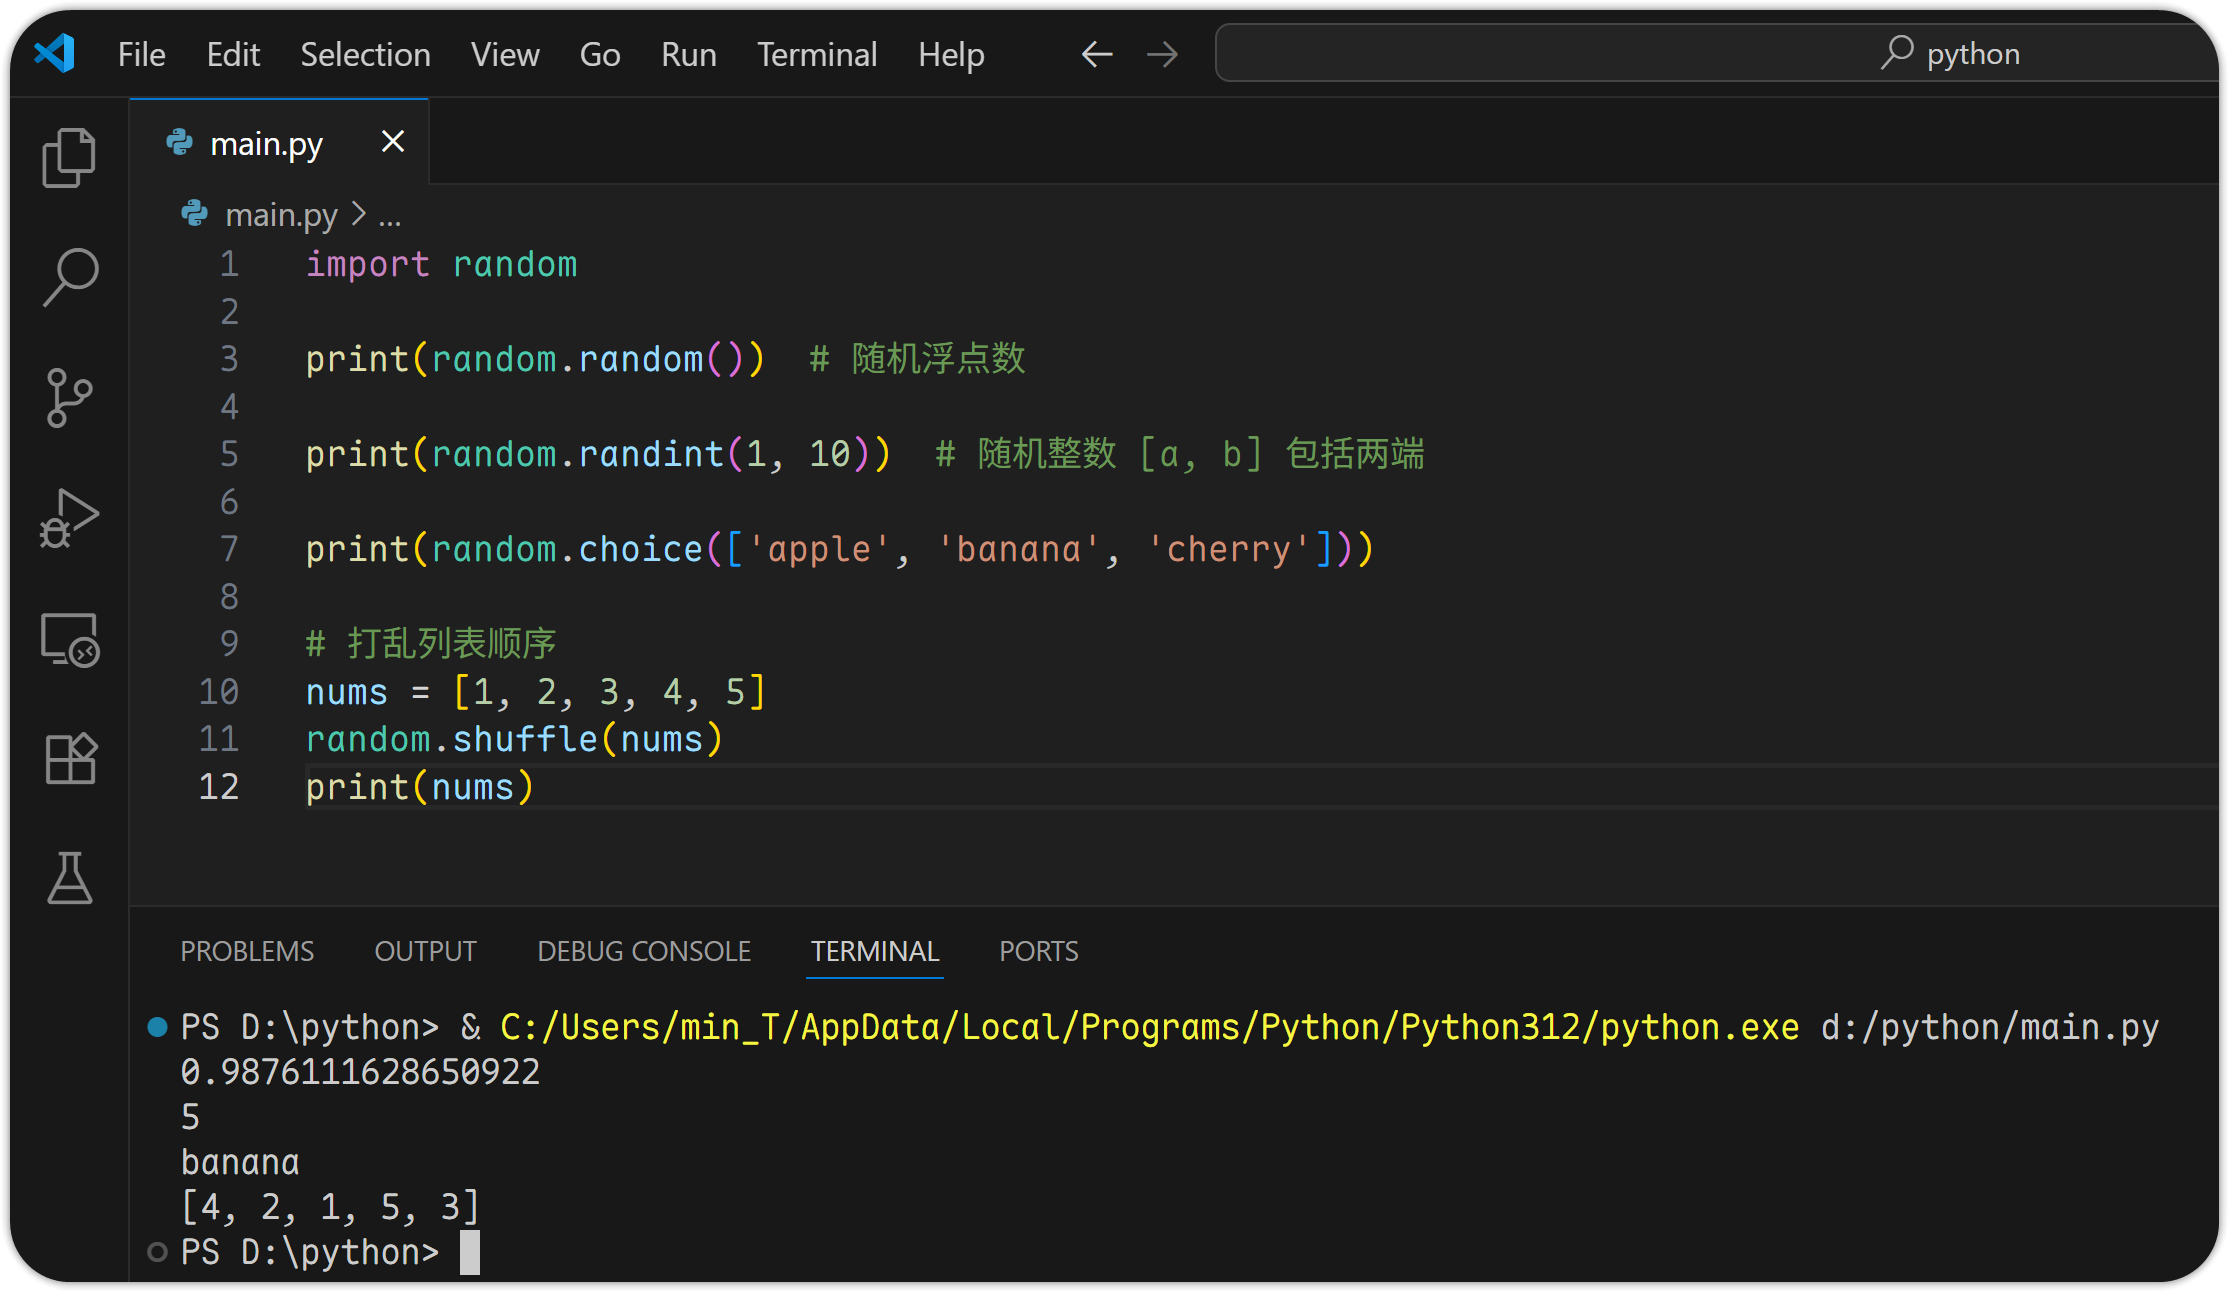 File Edit Selection View Go Run Terminal Help python
main.py
main.py > ...
1 import random
2
3 print(random.random())  # 随机浮点数
4
5 print(random.randint(1, 10))  # 随机整数 [a, b] 包括两端
6
7 print(random.choice(['apple', 'banana', 'cherry']))
8
9 # 打乱列表顺序
10 nums = [1, 2, 3, 4, 5]
11 random.shuffle(nums)
12 print(nums)
PROBLEMS OUTPUT DEBUG CONSOLE TERMINAL PORTS
PS D:\python> & C:/Users/min_T/AppData/Local/Programs/Python/Python312/python.exe d:/python/main.py
0.9876111628650922
5
banana
[4, 2, 1, 5, 3]
PS D:\python>